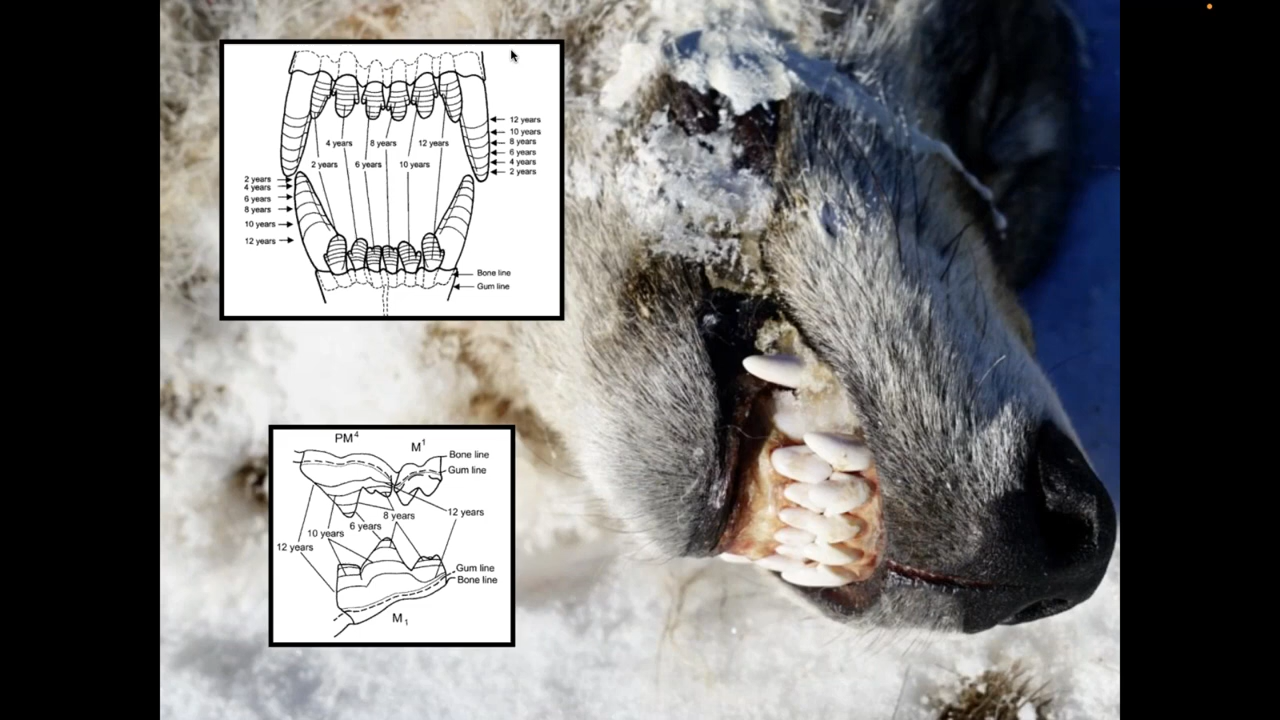 12 years
10 years
8 years
6 years
4 years
2 years
4 years 8 years 12 years
2 years 6 years 10 years
2 years
4 years
6 years
8 years
10 years
12 years
Bone line
Gum line
PM⁴
M¹
Bone line
Gum line
8 years
12 years
6 years
10 years
12 years
Gum line
Bone line
M₁